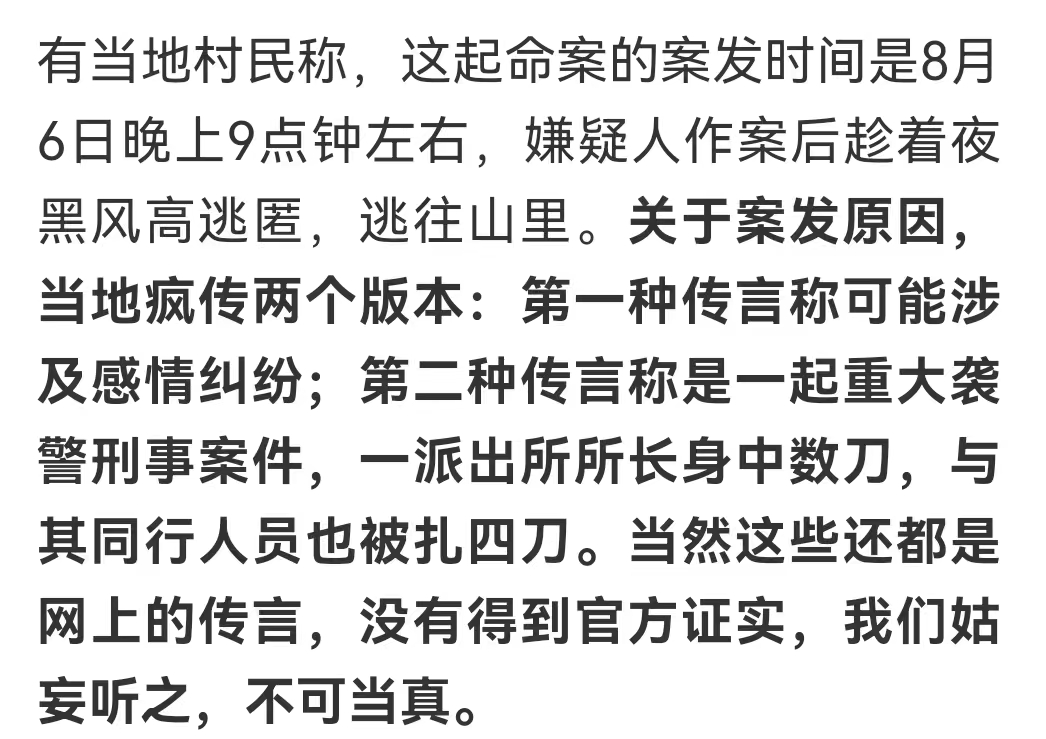 有当地村民称，这起命案的案发时间是8月
6日晚上9点钟左右，嫌疑人作案后趁着夜
黑风高逃匿，逃往山里。关于案发原因，
当地疯传两个版本：第一种传言称可能涉
及感情纠纷；第二种传言称是一起重大袭
警刑事案件，一派出所所长身中数刀，与
其同行人员也被扎四刀。当然这些还都是
网上的传言，没有得到官方证实，我们姑
妄听之，不可当真。